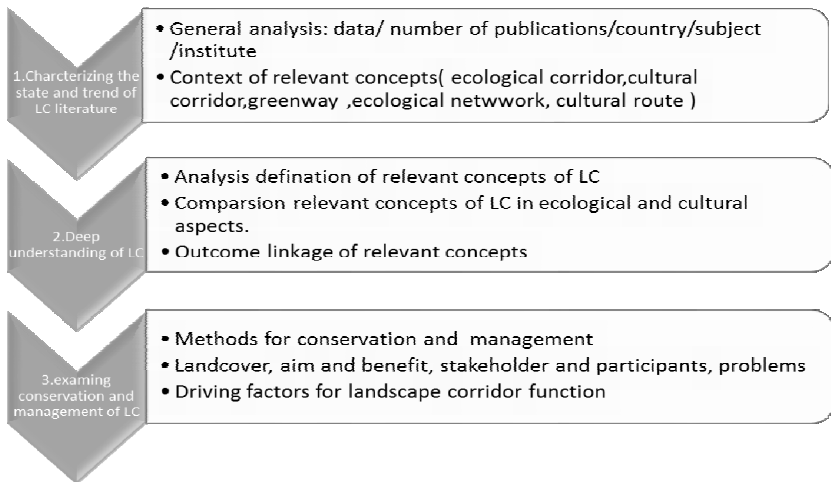 1.Charcterizing the
state and trend of
LC literature
• General analysis: data/ number of publications/country/subject
/institute
• Context of relevant concepts( ecological corridor,cultural
corridor,greenway ,ecological netwwork, cultural route )
2.Deep
understanding of LC
• Analysis defination of relevant concepts of LC
• Comparsion relevant concepts of LC in ecological and cultural
aspects.
• Outcome linkage of relevant concepts
3.examing
conservation and
management of LC
• Methods for conservation and management
• Landcover, aim and benefit, stakeholder and participants, problems
• Driving factors for landscape corridor function